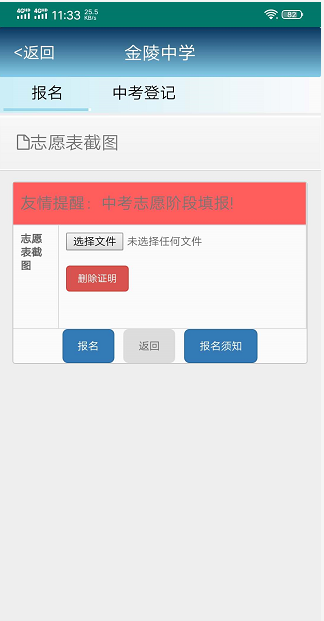 4G 4G 11:33 25.5 KB/s 82
<返回 金陵中学
报名 中考登记
志愿表截图
友情提醒：中考志愿阶段填报!
志愿
表截
图
选择文件 未选择任何文件
删除证明
报名 返回 报名须知